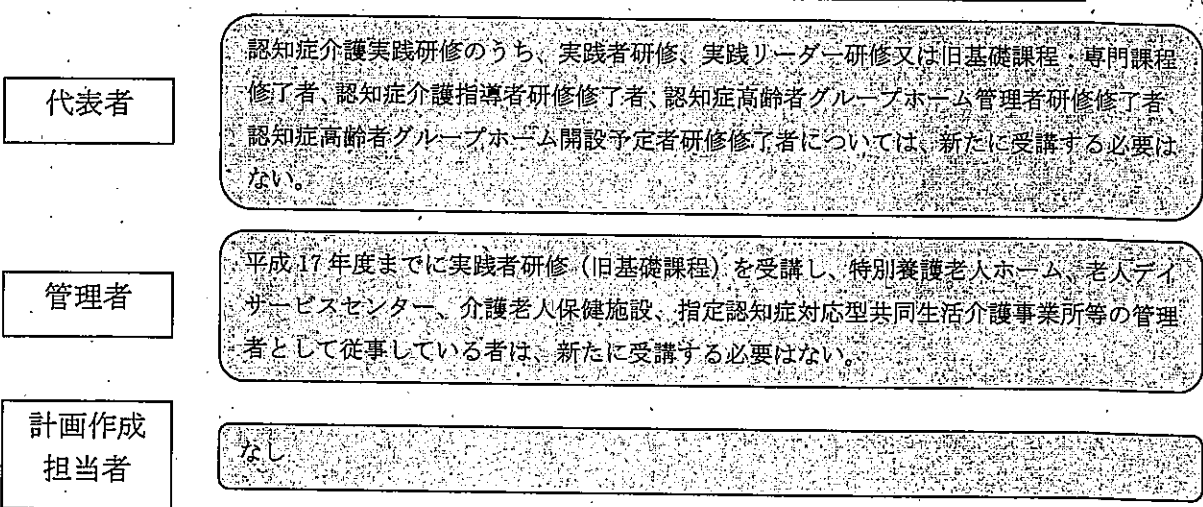 代表者
認知症介護実践研修のうち、実践者研修、実践リーダー研修又は旧基礎課程・専門課程
修了者、認知症介護指導者研修修了者、認知症高齢者グループホーム管理者研修修了者、
認知症高齢者グループホーム開設予定者研修修了者については、新たに受講する必要は
ない。
管理者
平成17年度までに実践者研修（旧基礎課程）を受講し、特別養護老人ホーム、老人デイ
サービスセンター、介護老人保健施設、指定認知症対応型共同生活介護事業所等の管理
者として従事している者は、新たに受講する必要はない。
計画作成
担当者
なし